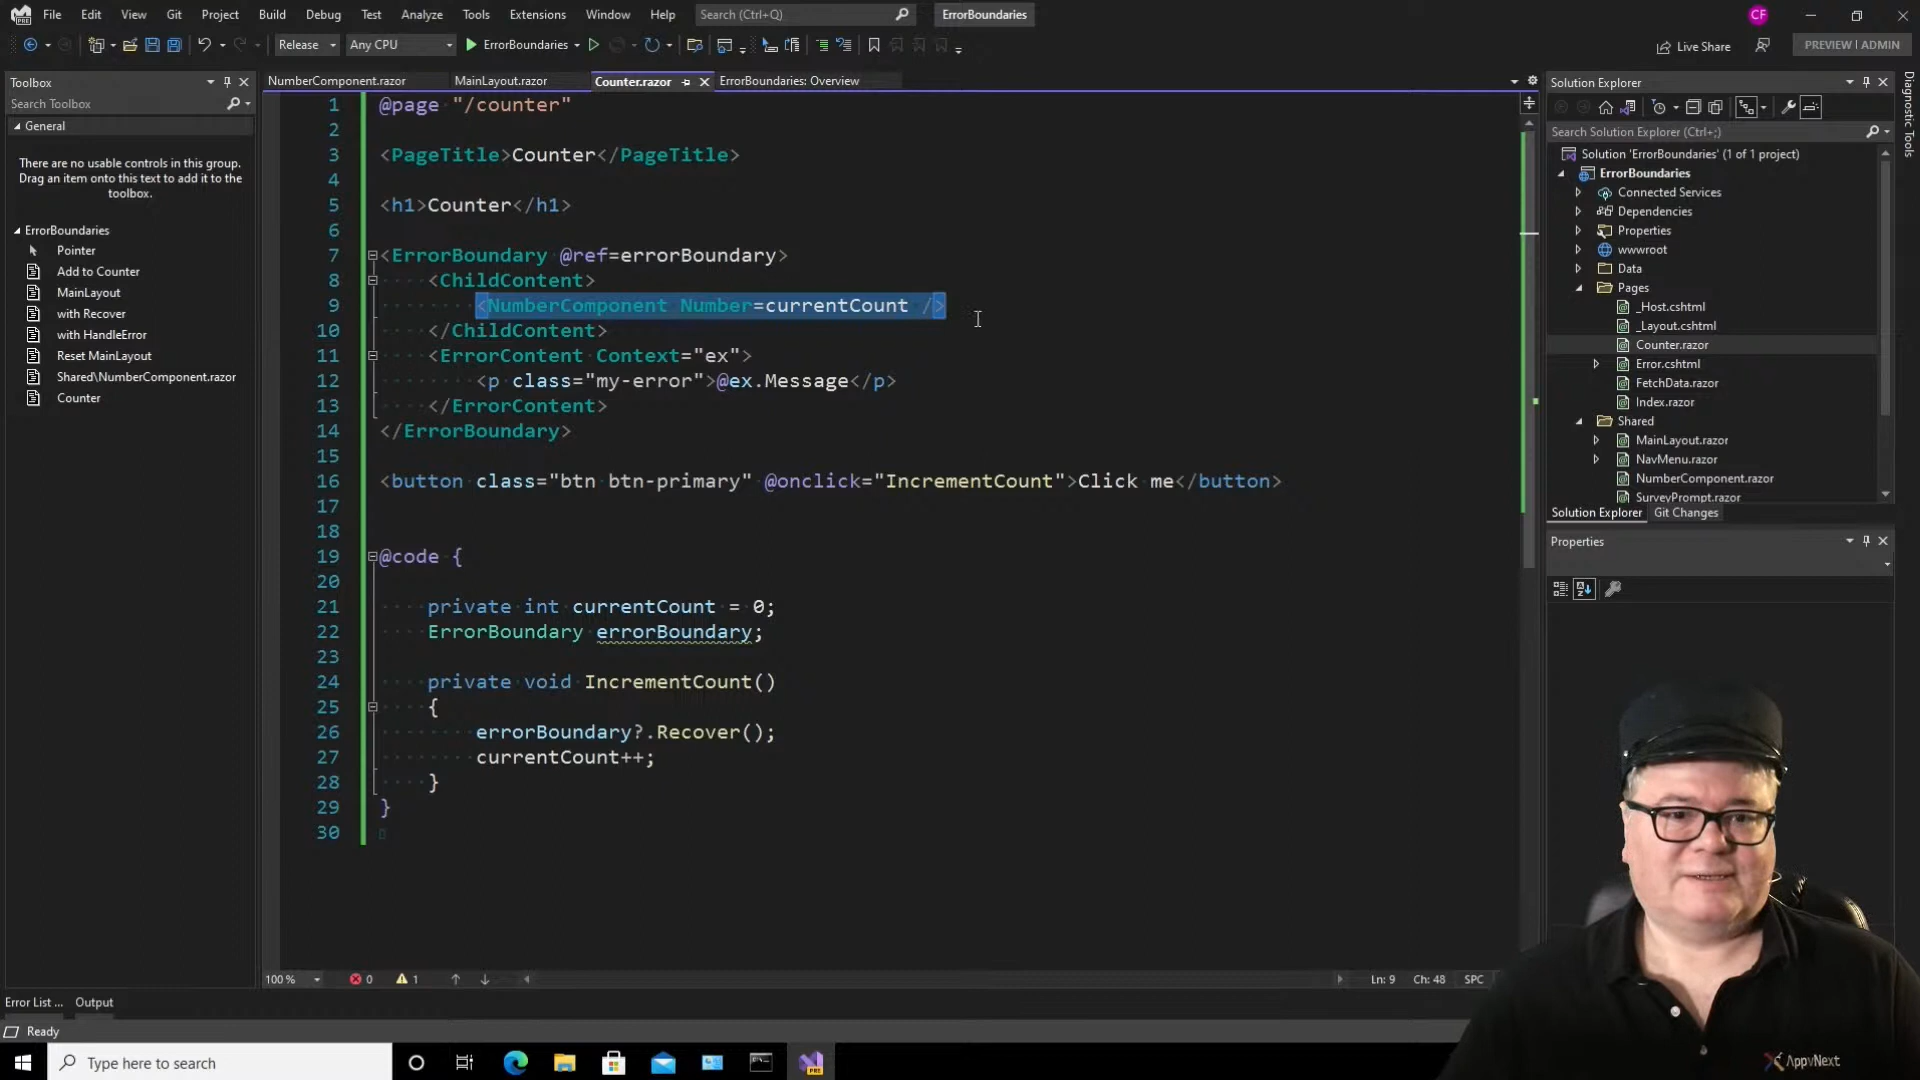 File Edit View Git Project Build Debug Test Analyze Tools Extensions Window Help Search (Ctrl+Q) ErrorBoundaries CF
Release Any CPU ErrorBoundaries Live Share PREVIEW | ADMIN
Toolbox
Search Toolbox
General
There are no usable controls in this group.
Drag an item onto this text to add it to the
toolbox.
ErrorBoundaries
Pointer
Add to Counter
MainLayout
with Recover
with HandleError
Reset MainLayout
Shared\NumberComponent.razor
Counter
NumberComponent.razor MainLayout.razor Counter.razor ErrorBoundaries: Overview
1 @page "/counter"
2
3 <PageTitle>Counter</PageTitle>
4
5 <h1>Counter</h1>
6
7 <ErrorBoundary @ref=errorBoundary>
8 <ChildContent>
9 <NumberComponent Number=currentCount />
10 </ChildContent>
11 <ErrorContent Context="ex">
12 <p class="my-error">@ex.Message</p>
13 </ErrorContent>
14 </ErrorBoundary>
15
16 <button class="btn btn-primary" @onclick="IncrementCount">Click me</button>
17
18
19 @code {
20
21 private int currentCount = 0;
22 ErrorBoundary errorBoundary;
23
24 private void IncrementCount()
25 {
26 errorBoundary?.Recover();
27 currentCount++;
28 }
29 }
30
100 % 0 1 Ln: 9 Ch: 48 SPC
Solution Explorer
Search Solution Explorer (Ctrl+;)
Solution 'ErrorBoundaries' (1 of 1 project)
ErrorBoundaries
Connected Services
Dependencies
Properties
wwwroot
Data
Pages
_Host.cshtml
_Layout.cshtml
Counter.razor
Error.cshtml
FetchData.razor
Index.razor
Shared
MainLayout.razor
NavMenu.razor
NumberComponent.razor
SurveyPrompt.razor
Solution Explorer Git Changes
Properties
Diagnostic Tools
Error List ... Output
Ready
Type here to search
PRE
AppvNext